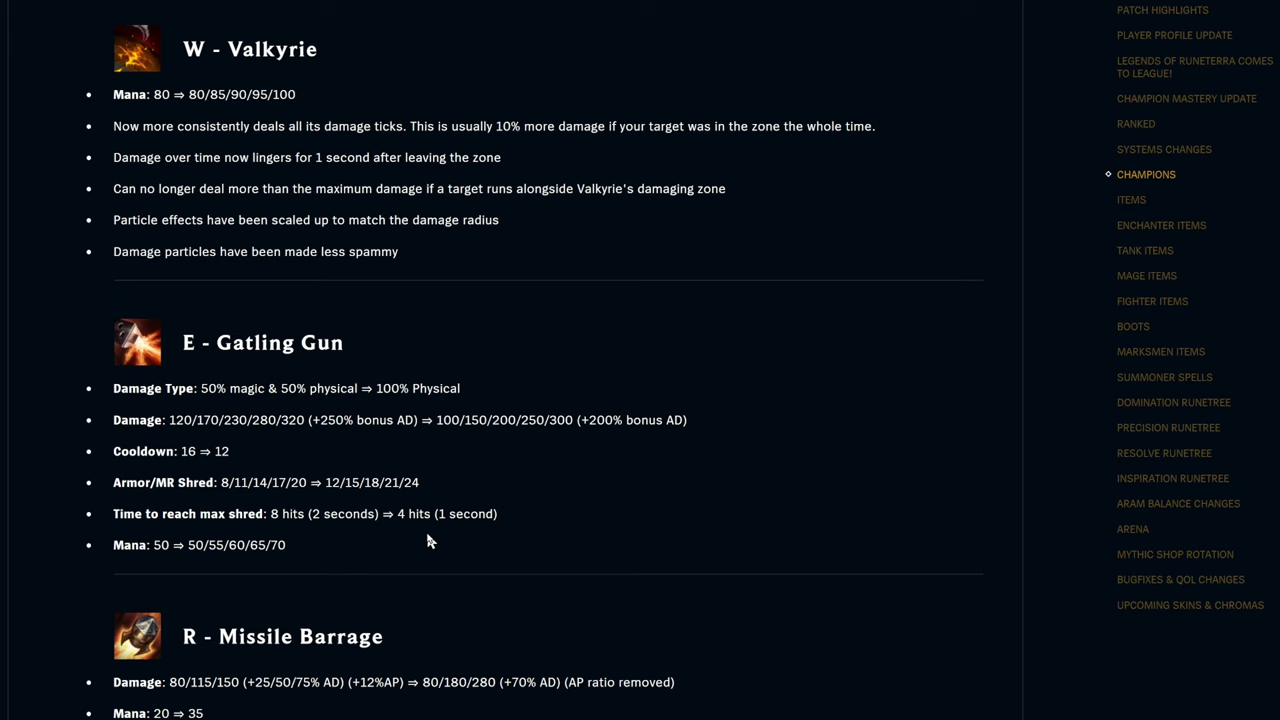 W - Valkyrie
Mana: 80 ⇒ 80/85/90/95/100
Now more consistently deals all its damage ticks. This is usually 10% more damage if your target was in the zone the whole time.
Damage over time now lingers for 1 second after leaving the zone
Can no longer deal more than the maximum damage if a target runs alongside Valkyrie's damaging zone
Particle effects have been scaled up to match the damage radius
Damage particles have been made less spammy
E - Gatling Gun
Damage Type: 50% magic & 50% physical ⇒ 100% Physical
Damage: 120/170/230/280/320 (+250% bonus AD) ⇒ 100/150/200/250/300 (+200% bonus AD)
Cooldown: 16 ⇒ 12
Armor/MR Shred: 8/11/14/17/20 ⇒ 12/15/18/21/24
Time to reach max shred: 8 hits (2 seconds) ⇒ 4 hits (1 second)
Mana: 50 ⇒ 50/55/60/65/70
R - Missile Barrage
Damage: 80/115/150 (+25/50/75% AD) (+12%AP) ⇒ 80/180/280 (+70% AD) (AP ratio removed)
Mana: 20 ⇒ 35
PATCH HIGHLIGHTS
PLAYER PROFILE UPDATE
LEGENDS OF RUNETERRA COMES
TO LEAGUE!
CHAMPION MASTERY UPDATE
RANKED
SYSTEMS CHANGES
CHAMPIONS
ITEMS
ENCHANTER ITEMS
TANK ITEMS
MAGE ITEMS
FIGHTER ITEMS
BOOTS
MARKSMEN ITEMS
SUMMONER SPELLS
DOMINATION RUNETREE
PRECISION RUNETREE
RESOLVE RUNETREE
INSPIRATION RUNETREE
ARAM BALANCE CHANGES
ARENA
MYTHIC SHOP ROTATION
BUGFIXES & QOL CHANGES
UPCOMING SKINS & CHROMAS